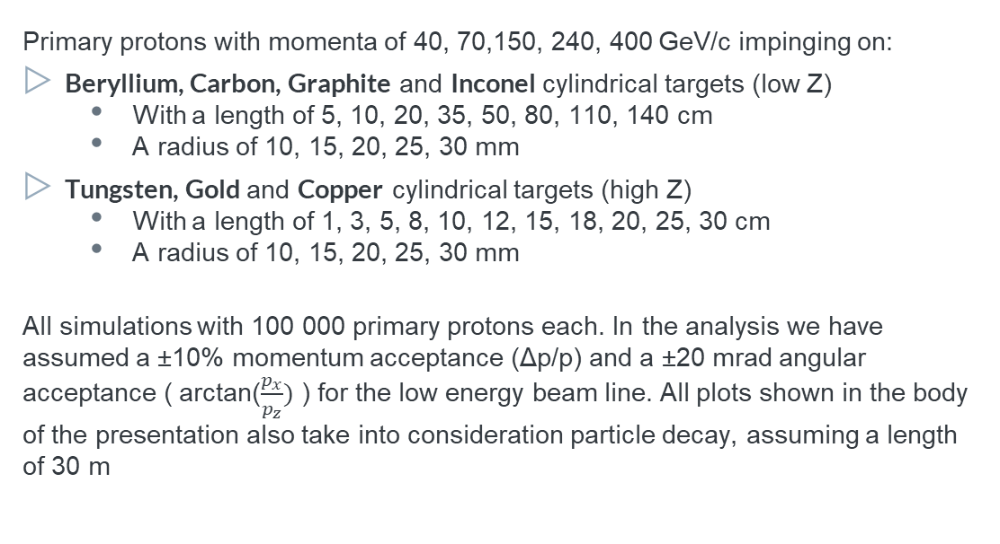 Primary protons with momenta of 40, 70,150, 240, 400 GeV/c impinging on:
Beryllium, Carbon, Graphite and Inconel cylindrical targets (low Z)
• With a length of 5, 10, 20, 35, 50, 80, 110, 140 cm
• A radius of 10, 15, 20, 25, 30 mm
Tungsten, Gold and Copper cylindrical targets (high Z)
• With a length of 1, 3, 5, 8, 10, 12, 15, 18, 20, 25, 30 cm
• A radius of 10, 15, 20, 25, 30 mm
All simulations with 100 000 primary protons each. In the analysis we have
assumed a ±10% momentum acceptance (Δp/p) and a ±20 mrad angular
acceptance ( arctan(p_x/p_z) ) for the low energy beam line. All plots shown in the body
of the presentation also take into consideration particle decay, assuming a length
of 30 m